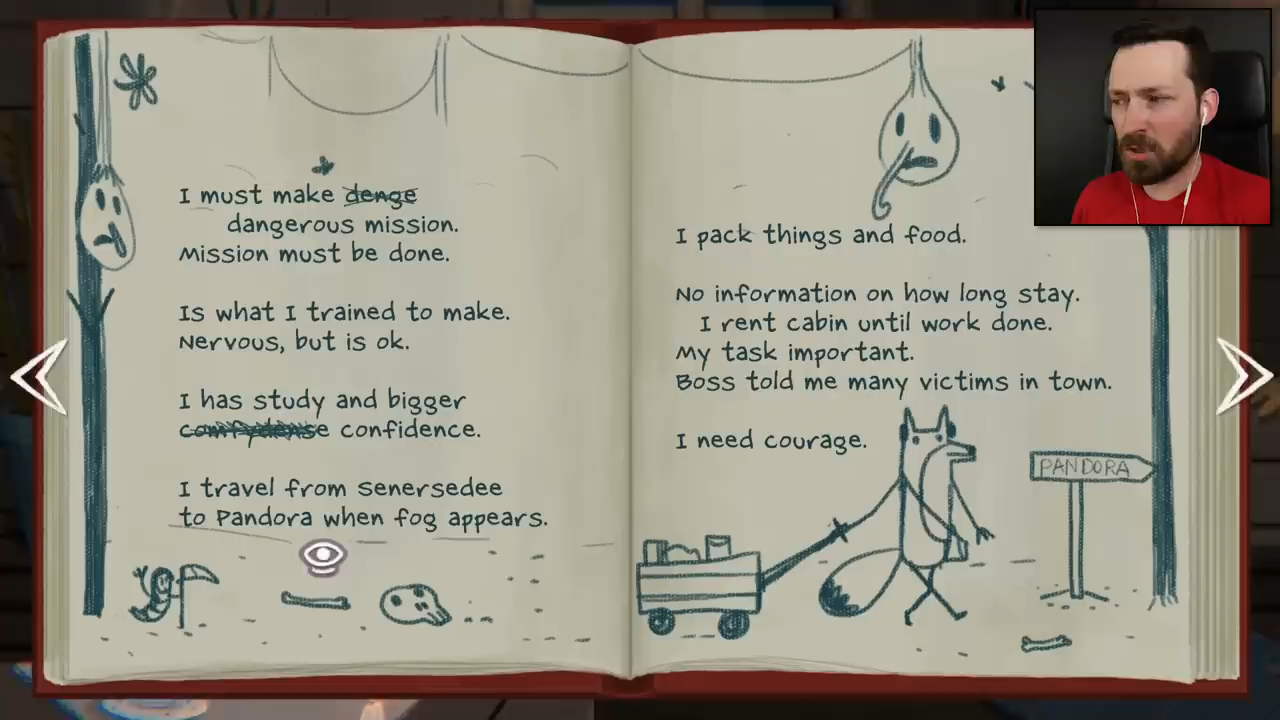 I must make denge
dangerous mission.
Mission must be done.
Is what I trained to make.
Nervous, but is ok.
I has study and bigger
confydense confidence.
I travel from Senersedee
to Pandora when fog appears.
I pack things and food.
No information on how long stay.
I rent cabin until work done.
My task important.
Boss told me many victims in town.
I need courage.
PANDORA